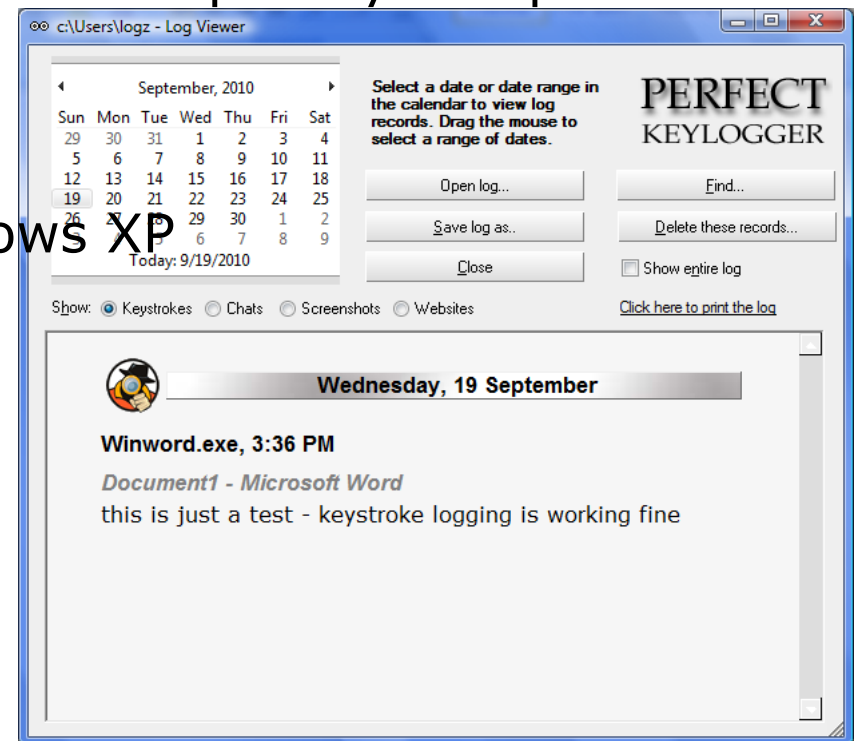 c:\Users\logz - Log Viewer
September, 2010
Sun Mon Tue Wed Thu Fri Sat
29 30 31 1 2 3 4
5 6 7 8 9 10 11
12 13 14 15 16 17 18
19 20 21 22 23 24 25
26 27 28 29 30 1 2
3 4 5 6 7 8 9
ows XP
Today: 9/19/2010
Select a date or date range in
the calendar to view log
records. Drag the mouse to
select a range of dates.
PERFECT
KEYLOGGER
Open log...
Find...
Save log as..
Delete these records...
Close
Show entire log
Show: Keystrokes Chats Screenshots Websites
Click here to print the log
Wednesday, 19 September
Winword.exe, 3:36 PM
Document1 - Microsoft Word
this is just a test - keystroke logging is working fine